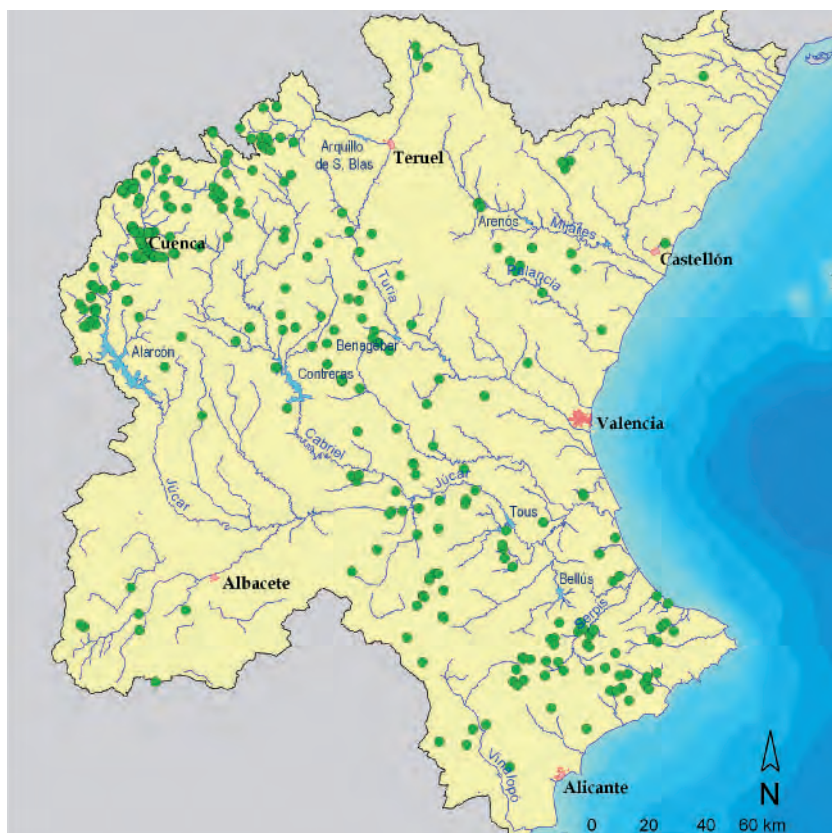 Arquillo
de S. Blas
Teruel
Arenós
Mijares
Cuenca
Castellón
Palancia
Turia
Alarcón
Benageber
Contreras
Valencia
Cabriel
Júcar
Júcar
Tous
Albacete
Bellús
Serpis
Vinalopó
Alicante
N
0 20 40 60 km